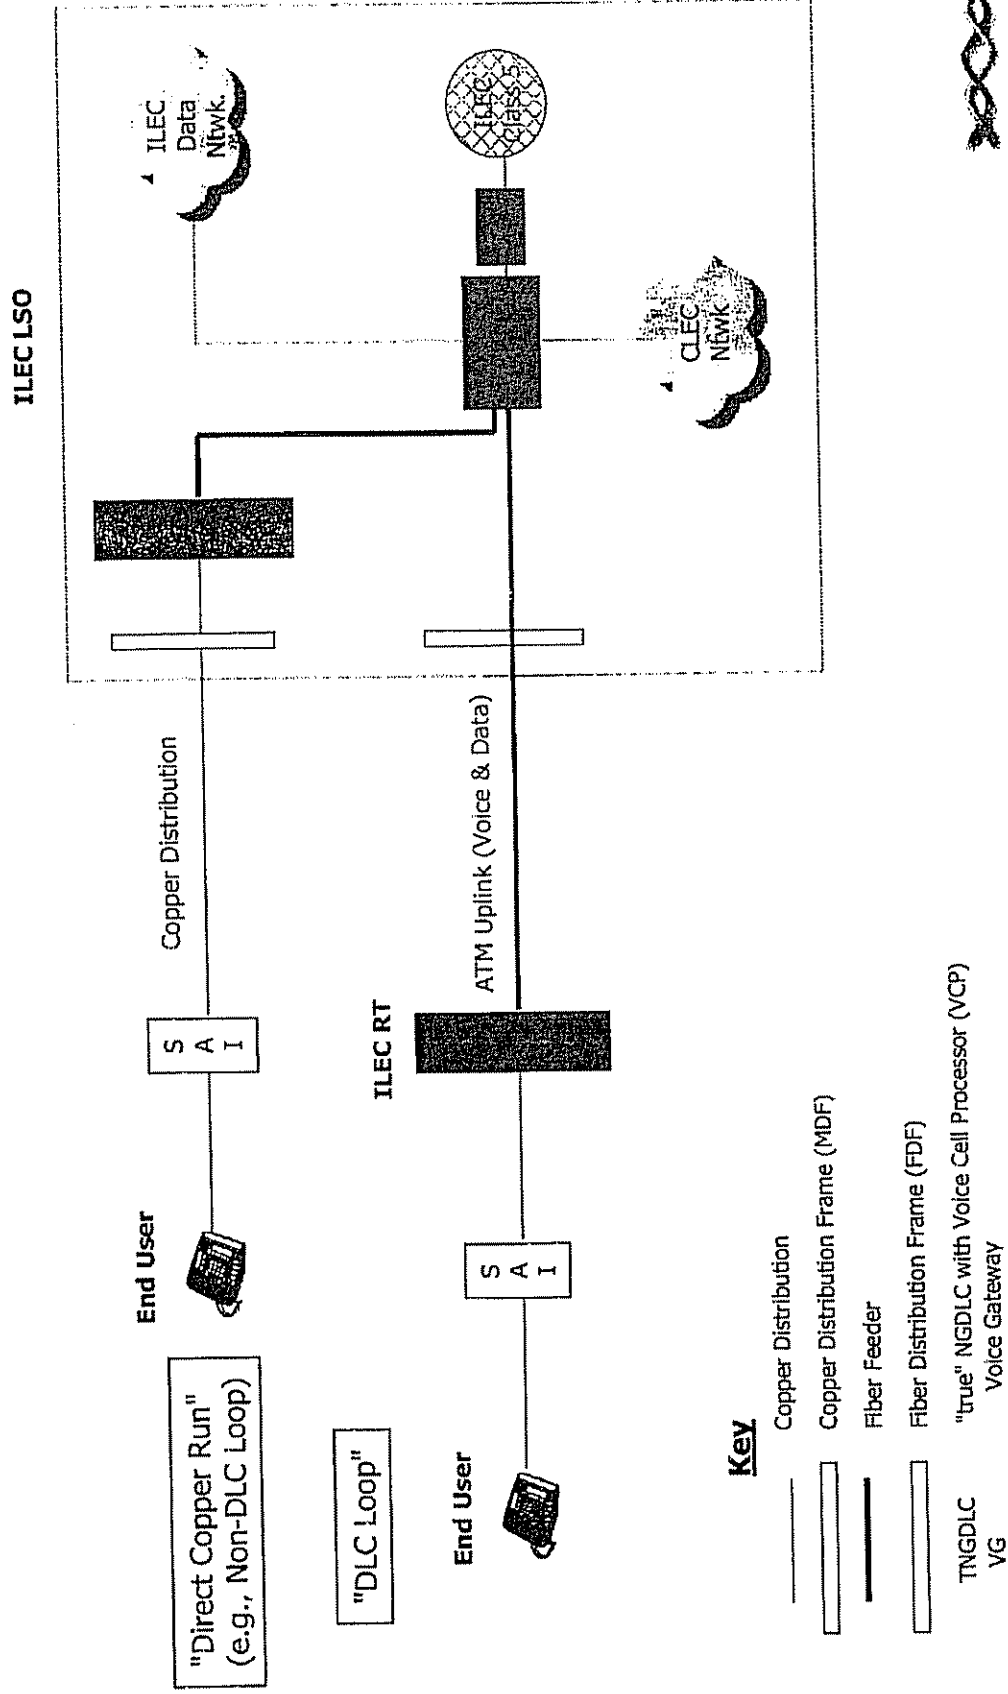 ILEC LSO
"Direct Copper Run"
(e.g., Non-DLC Loop)
End User
S
A
I
Copper Distribution
ILEC
Data
Ntwk.
"DLC Loop"
End User
S
A
I
ILEC RT
ATM Uplink (Voice & Data)
ILEC
Class 5
CLEC
Ntwk
Key
Copper Distribution
Copper Distribution Frame (MDF)
Fiber Feeder
Fiber Distribution Frame (FDF)
TNGDLC "true" NGDLC with Voice Cell Processor (VCP)
VG Voice Gateway